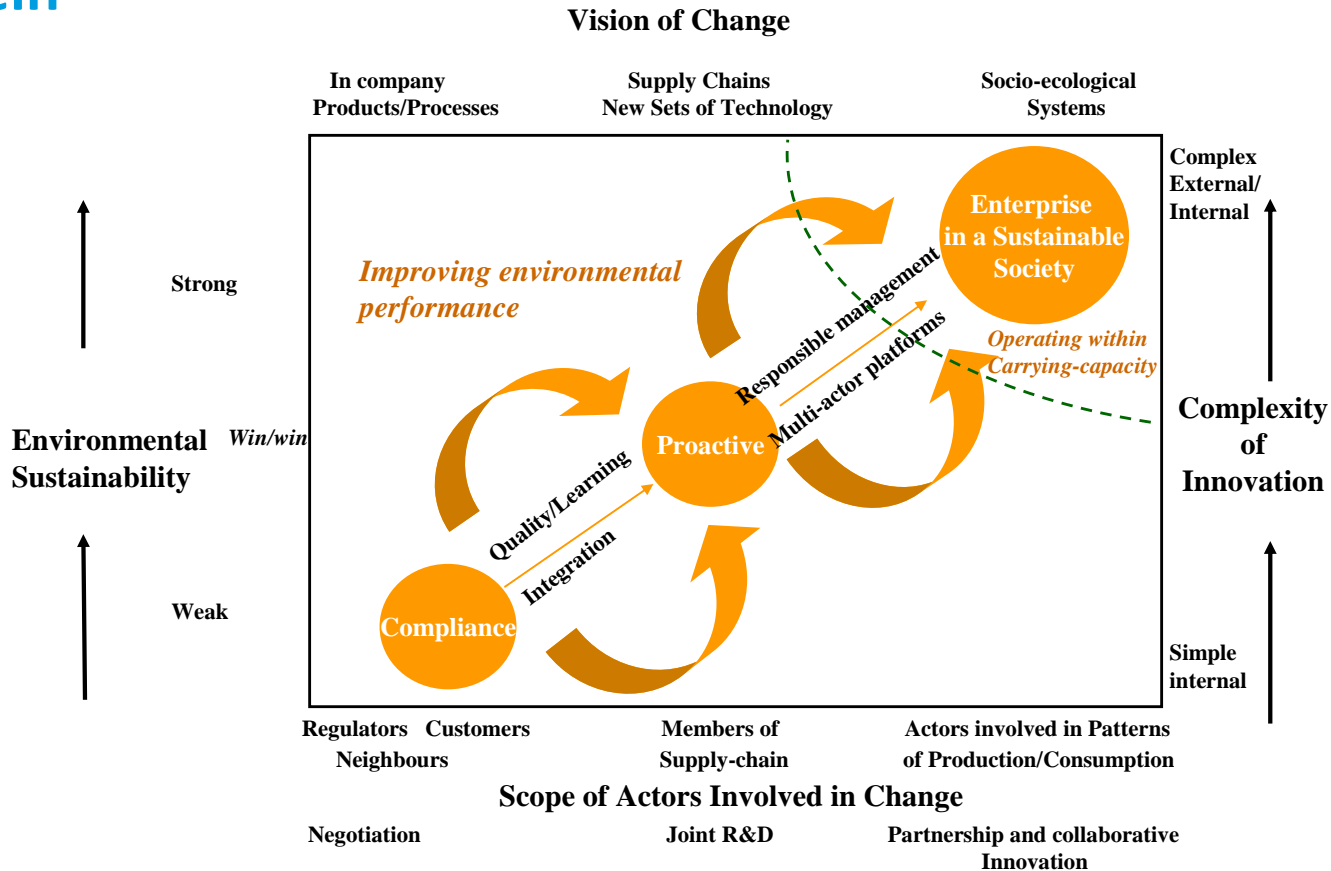 Vision of Change
In company
Products/Processes
Supply Chains
New Sets of Technology
Socio-ecological
Systems
Complex
External/
Internal
Enterprise
in a Sustainable
Society
Improving environmental
performance
Strong
Responsible management
Multi-actor platforms
Operating within
Carrying-capacity
Environmental
Sustainability
Win/win
Proactive
Complexity
of
Innovation
Quality/Learning
Integration
Weak
Compliance
Simple
internal
Regulators Customers
Neighbours
Members of
Supply-chain
Actors involved in Patterns
of Production/Consumption
Scope of Actors Involved in Change
Negotiation
Joint R&D
Partnership and collaborative
Innovation